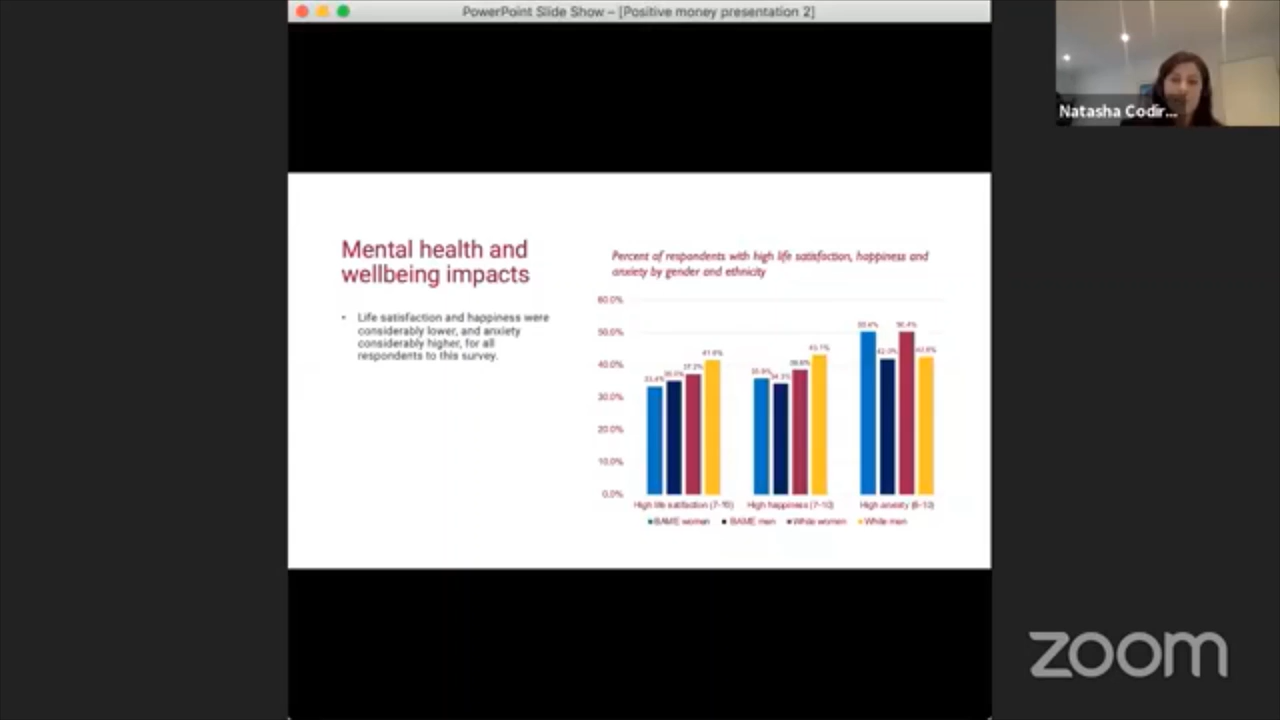 PowerPoint Slide Show – [Positive money presentation 2]
Natasha Codir...
Mental health and
wellbeing impacts
• Life satisfaction and happiness were
considerably lower, and anxiety
considerably higher, for all
respondents to this survey.
Percent of respondents with high life satisfaction, happiness and
anxiety by gender and ethnicity
60.0%
50.0%
40.0%
30.0%
20.0%
10.0%
0.0%
37.2%
50.4%
High life satisfaction (7-10) High happiness (7-10) High anxiety (6-10)
BAME women BAME men White women White men
zoom